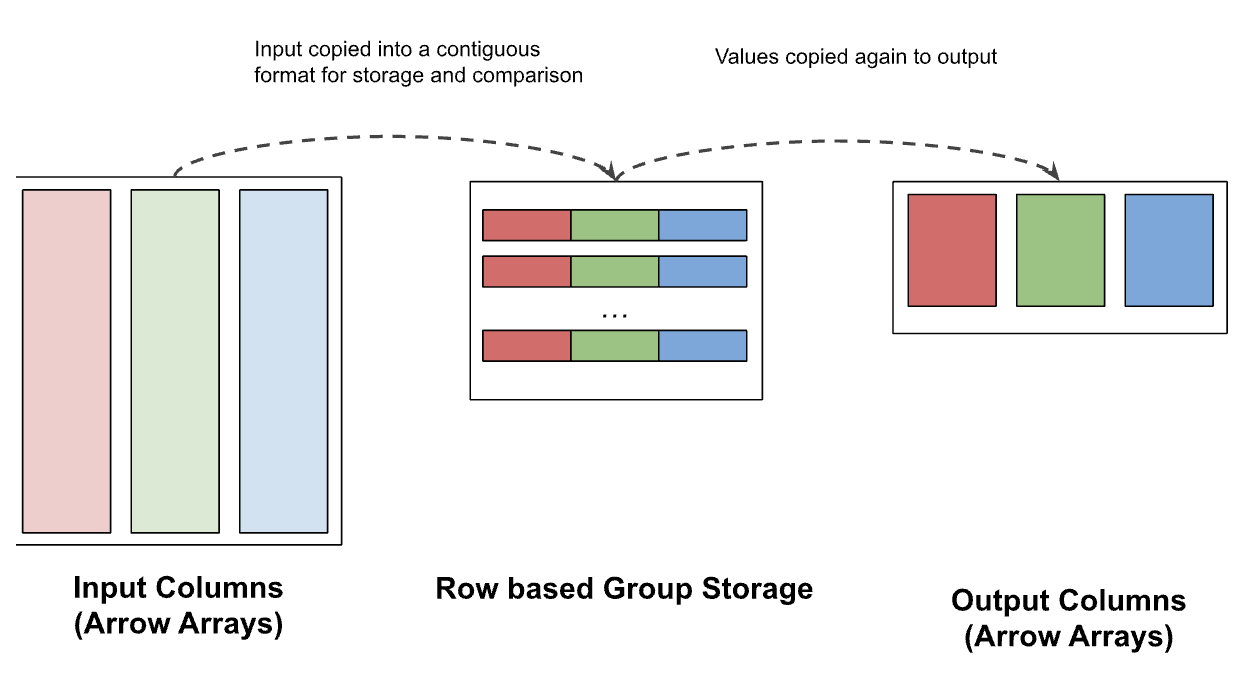 Input copied into a contiguous
format for storage and comparison
Values copied again to output
...
Input Columns
(Arrow Arrays)
Row based Group Storage
Output Columns
(Arrow Arrays)